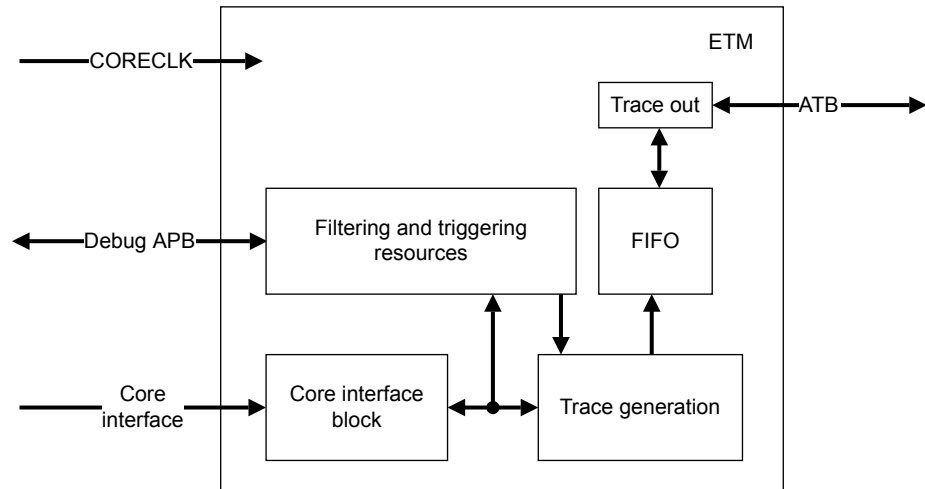 ETM
CORECLK
Trace out
ATB
Debug APB
Filtering and triggering
resources
FIFO
Core
interface
Core interface
block
Trace generation